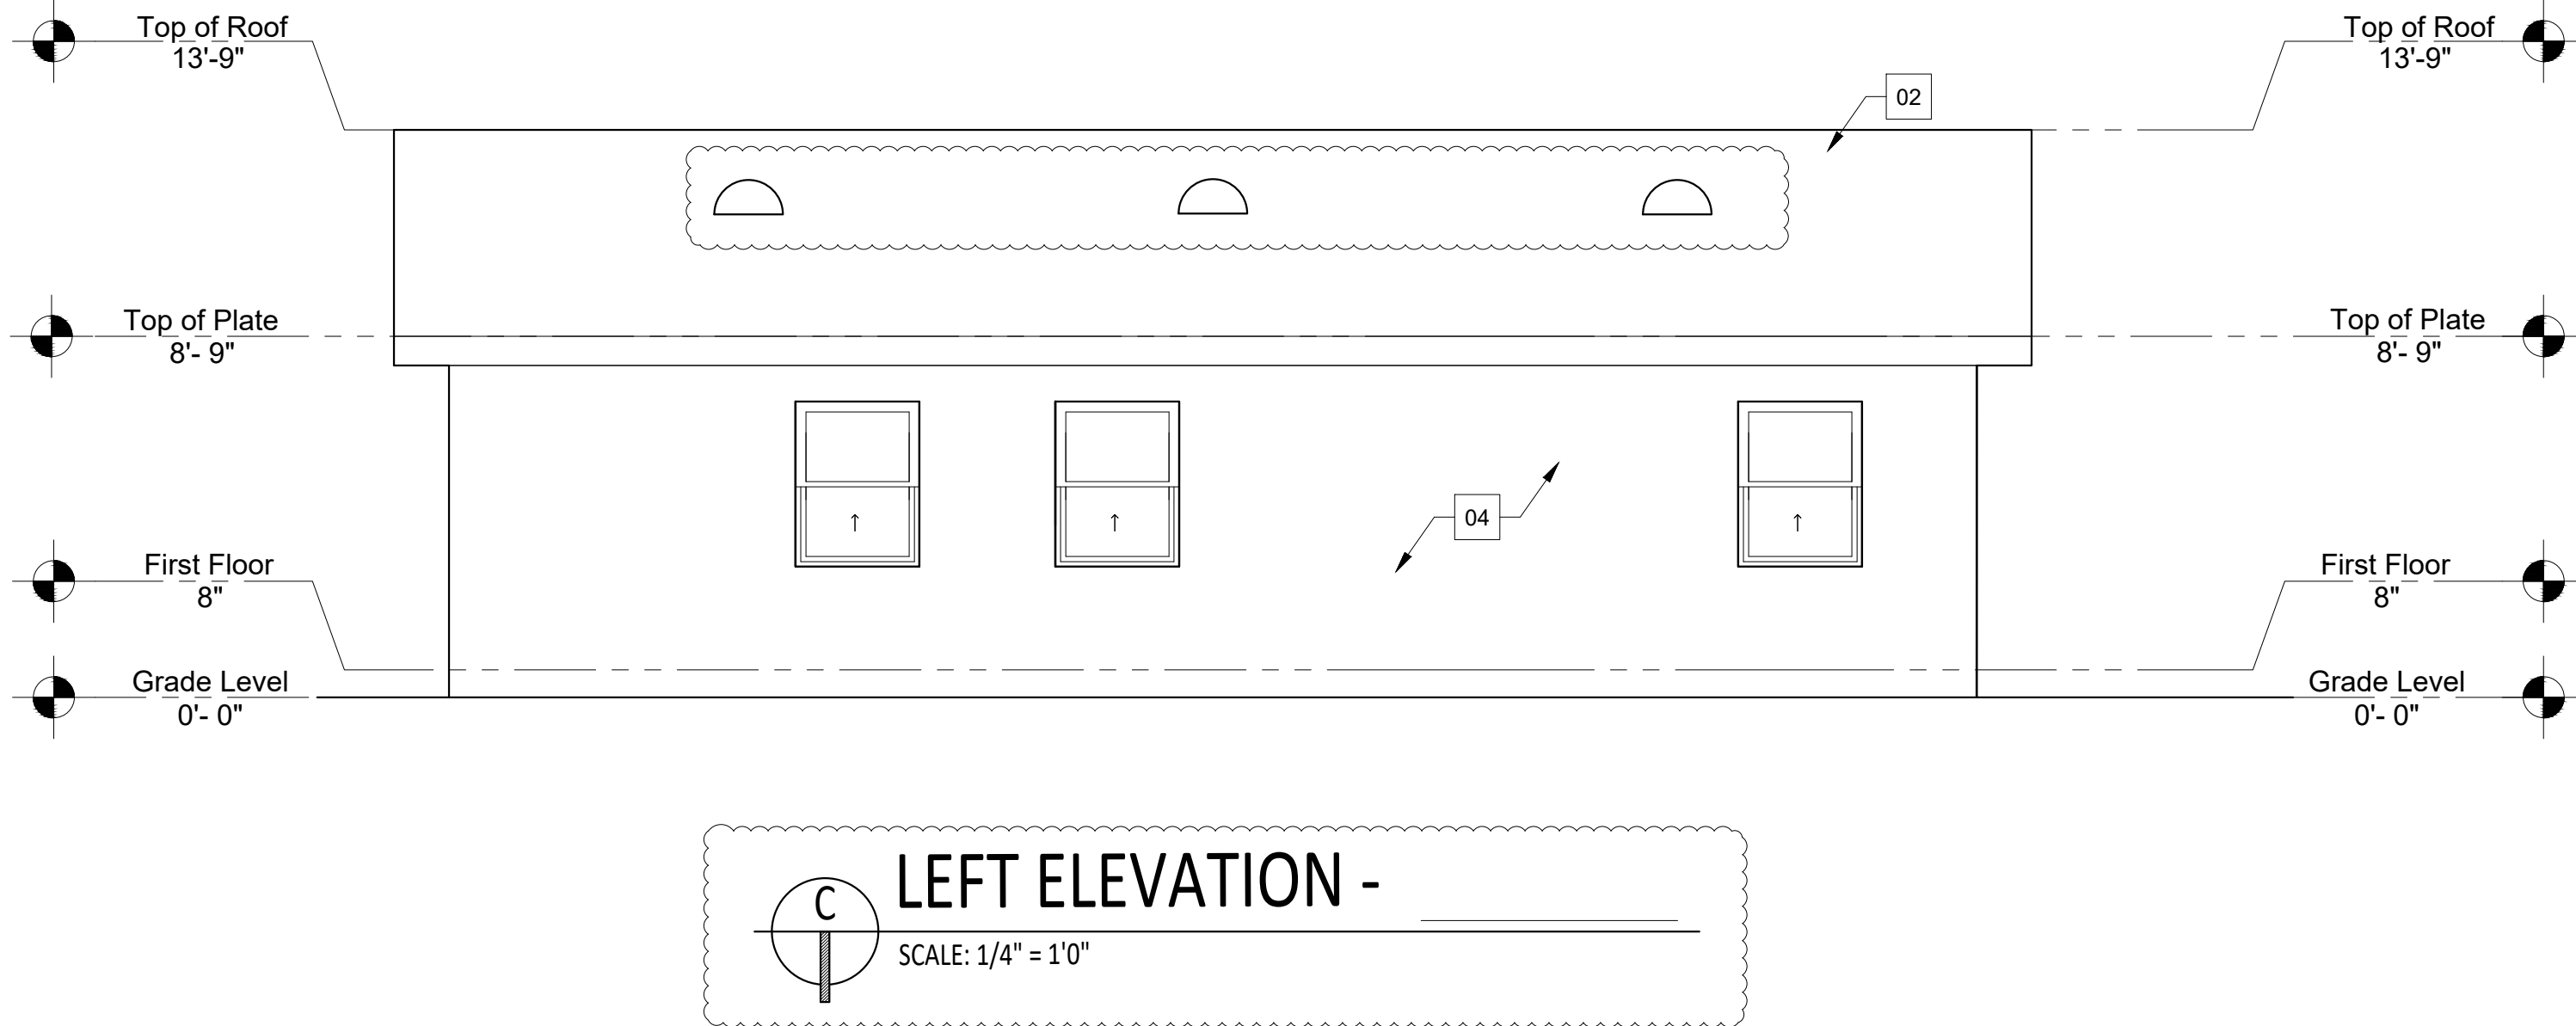 Top of Roof
13'-9"
Top of Roof
13'-9"
02
Top of Plate
8'- 9"
Top of Plate
8'- 9"
04
First Floor
8"
First Floor
8"
Grade Level
0'- 0"
Grade Level
0'- 0"
LEFT ELEVATION -
C
SCALE: 1/4" = 1'0"